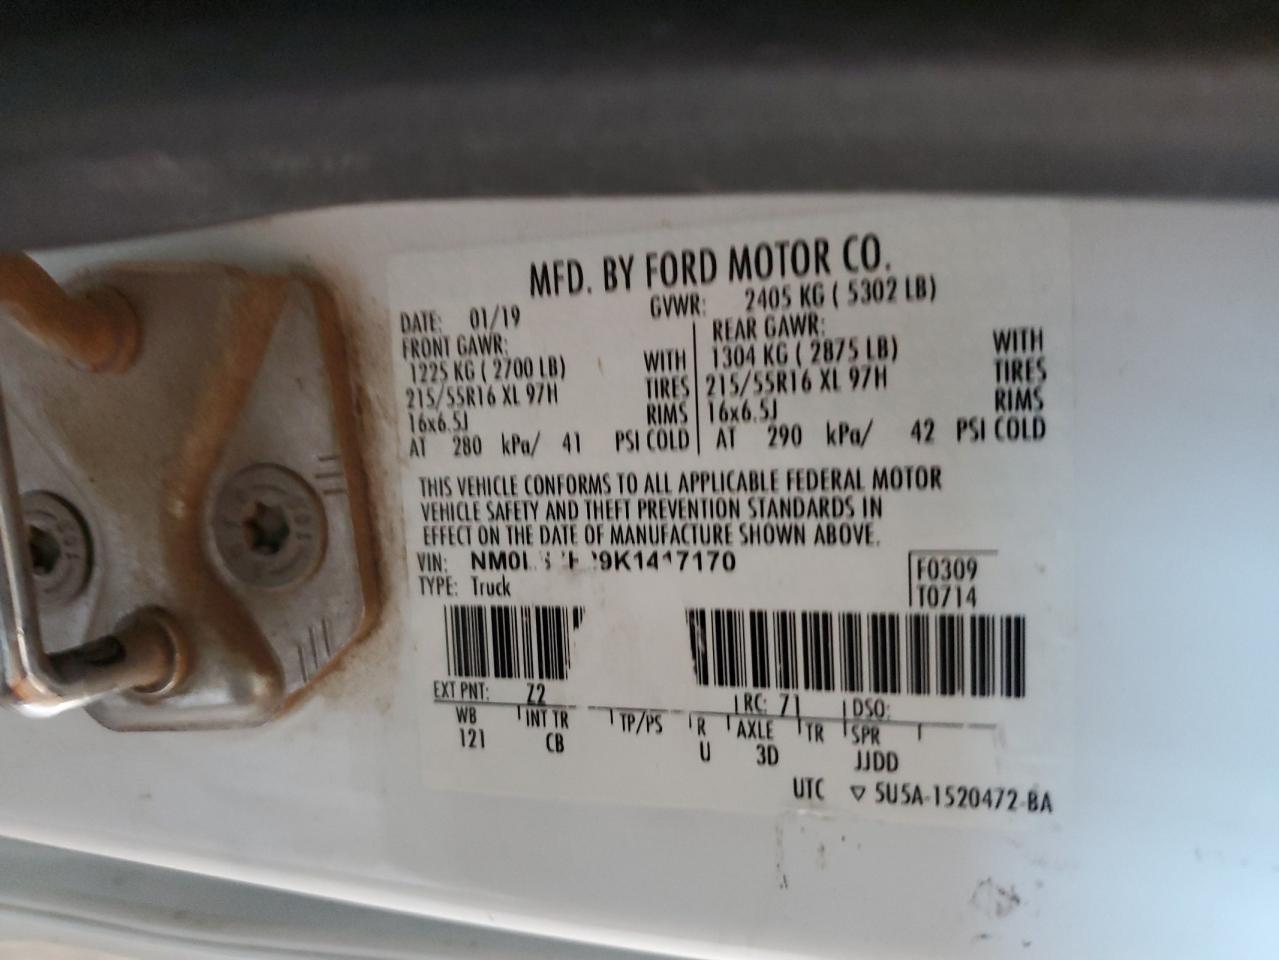 MFD. BY FORD MOTOR CO.
DATE: 01/19 GVWR: 2405 KG ( 5302 LB)
FRONT GAWR: REAR GAWR:
1225 KG ( 2700 LB) WITH 1304 KG ( 2875 LB) WITH
215/55R16 XL 97H TIRES 215/55R16 XL 97H TIRES
16x6.5J RIMS 16x6.5J RIMS
AT 280 kPa/ 41 PSI COLD AT 290 kPa/ 42 PSI COLD
THIS VEHICLE CONFORMS TO ALL APPLICABLE FEDERAL MOTOR
VEHICLE SAFETY AND THEFT PREVENTION STANDARDS IN
EFFECT ON THE DATE OF MANUFACTURE SHOWN ABOVE.
VIN:
F0309
TYPE: Truck T0714
EXT PNT: Z2 RC: 71 DSO:
WB INT TR TP/PS R AXLE TR SPR
121 CB U 3D JJDD
UTC ▽ 5U5A-1520472-BA